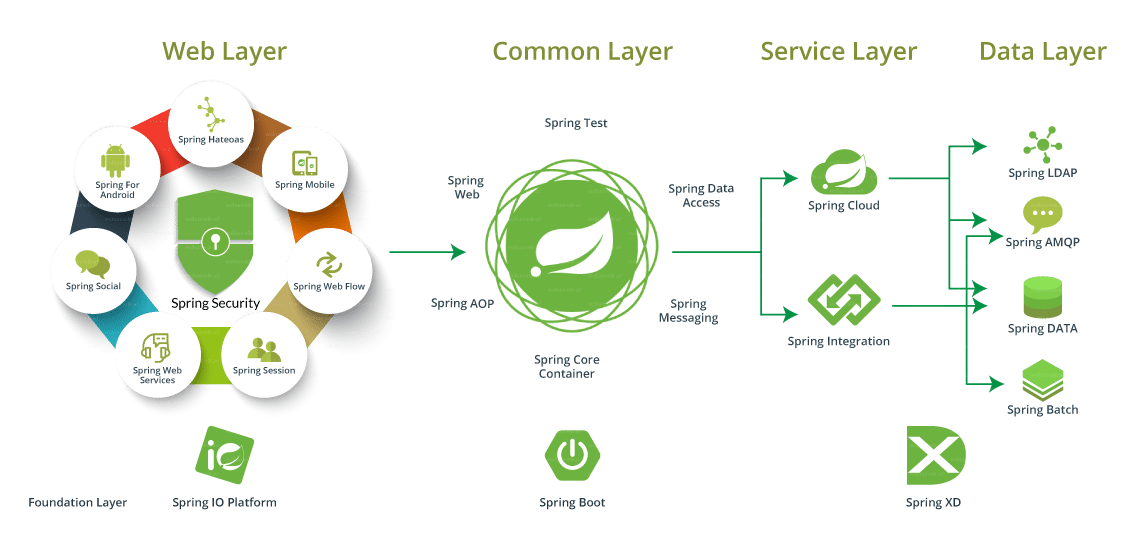 Web Layer
Common Layer
Service Layer
Data Layer
Spring Hateoas
Spring For
Android
Spring Mobile
Spring Social
Spring Security
Spring Web Flow
Spring Web
Services
Spring Session
Spring Test
Spring
Web
Spring Data
Access
Spring AOP
Spring
Messaging
Spring Core
Container
Spring Cloud
Spring Integration
Spring LDAP
Spring AMQP
Spring DATA
Spring Batch
Foundation Layer
io
Spring IO Platform
Spring Boot
XD
Spring XD